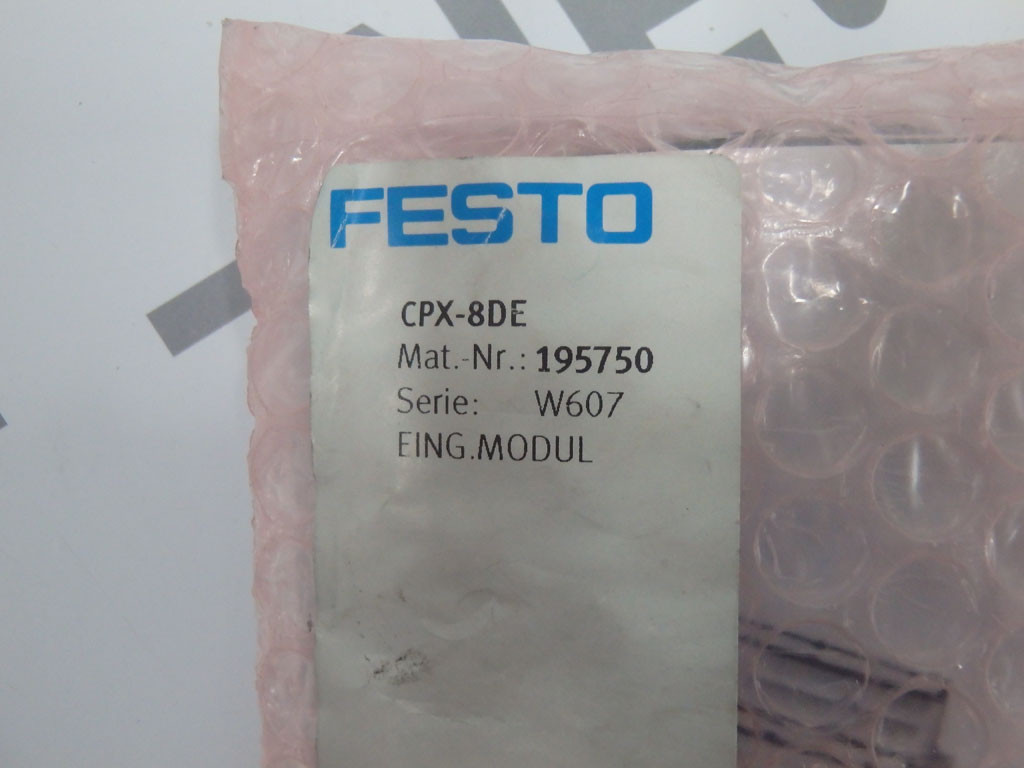 FESTO
CPX-8DE
Mat.-Nr.: 195750
Serie: W607
EING.MODUL